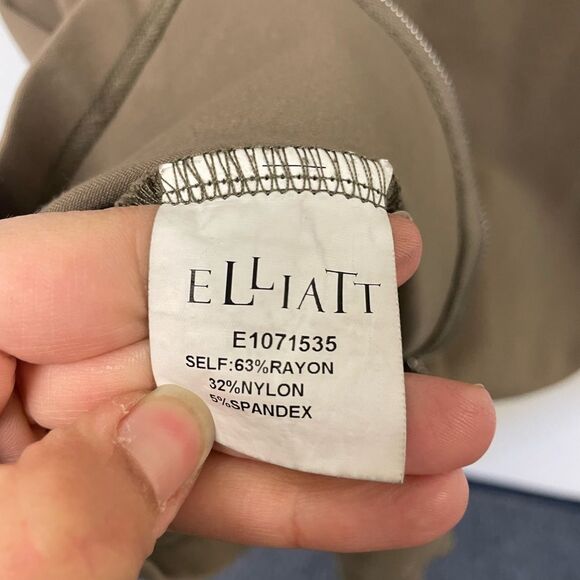 ELLIATT
E1071535
SELF:63%RAYON
32%NYLON
5%SPANDEX